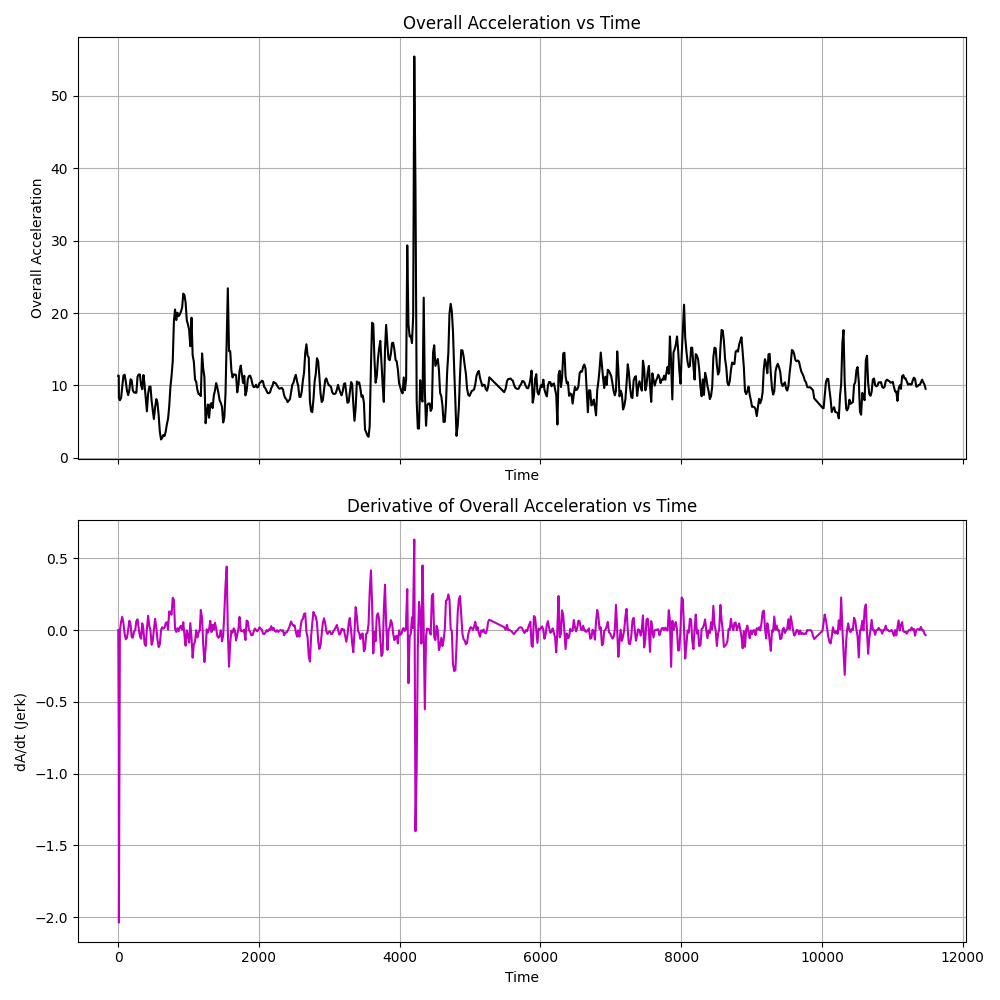 Overall Acceleration vs Time
Overall Acceleration
50
40
30
20
10
0
Time
Derivative of Overall Acceleration vs Time
dA/dt (Jerk)
0.5
0.0
−0.5
−1.0
−1.5
−2.0
0 2000 4000 6000 8000 10000 12000
Time